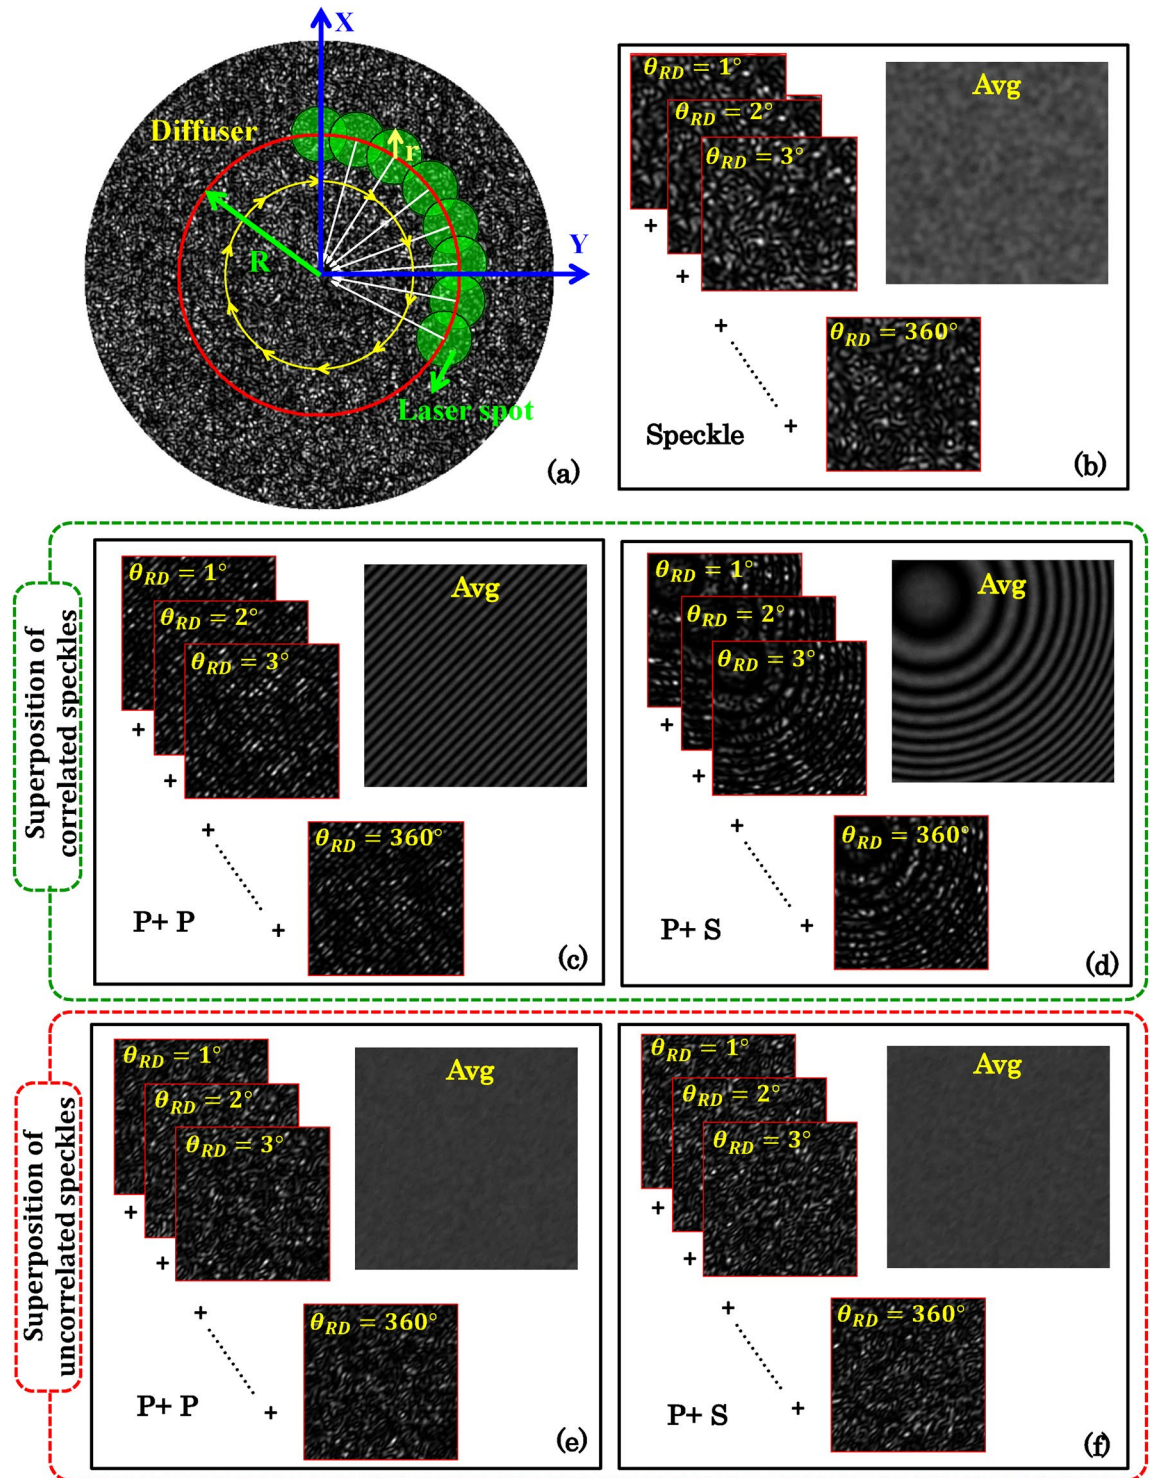 X
Diffuser
r
R
Y
Laser spot
(a)
θRD = 1°
θRD = 2°
θRD = 3°
Avg
θRD = 360°
Speckle
(b)
Superposition of
correlated speckles
θRD = 1°
θRD = 2°
θRD = 3°
Avg
θRD = 360°
P+ P
(c)
θRD = 1°
θRD = 2°
θRD = 3°
Avg
θRD = 360°
P+ S
(d)
Superposition of
uncorrelated speckles
θRD = 1°
θRD = 2°
θRD = 3°
Avg
θRD = 360°
P+ P
(e)
θRD = 1°
θRD = 2°
θRD = 3°
Avg
θRD = 360°
P+ S
(f)